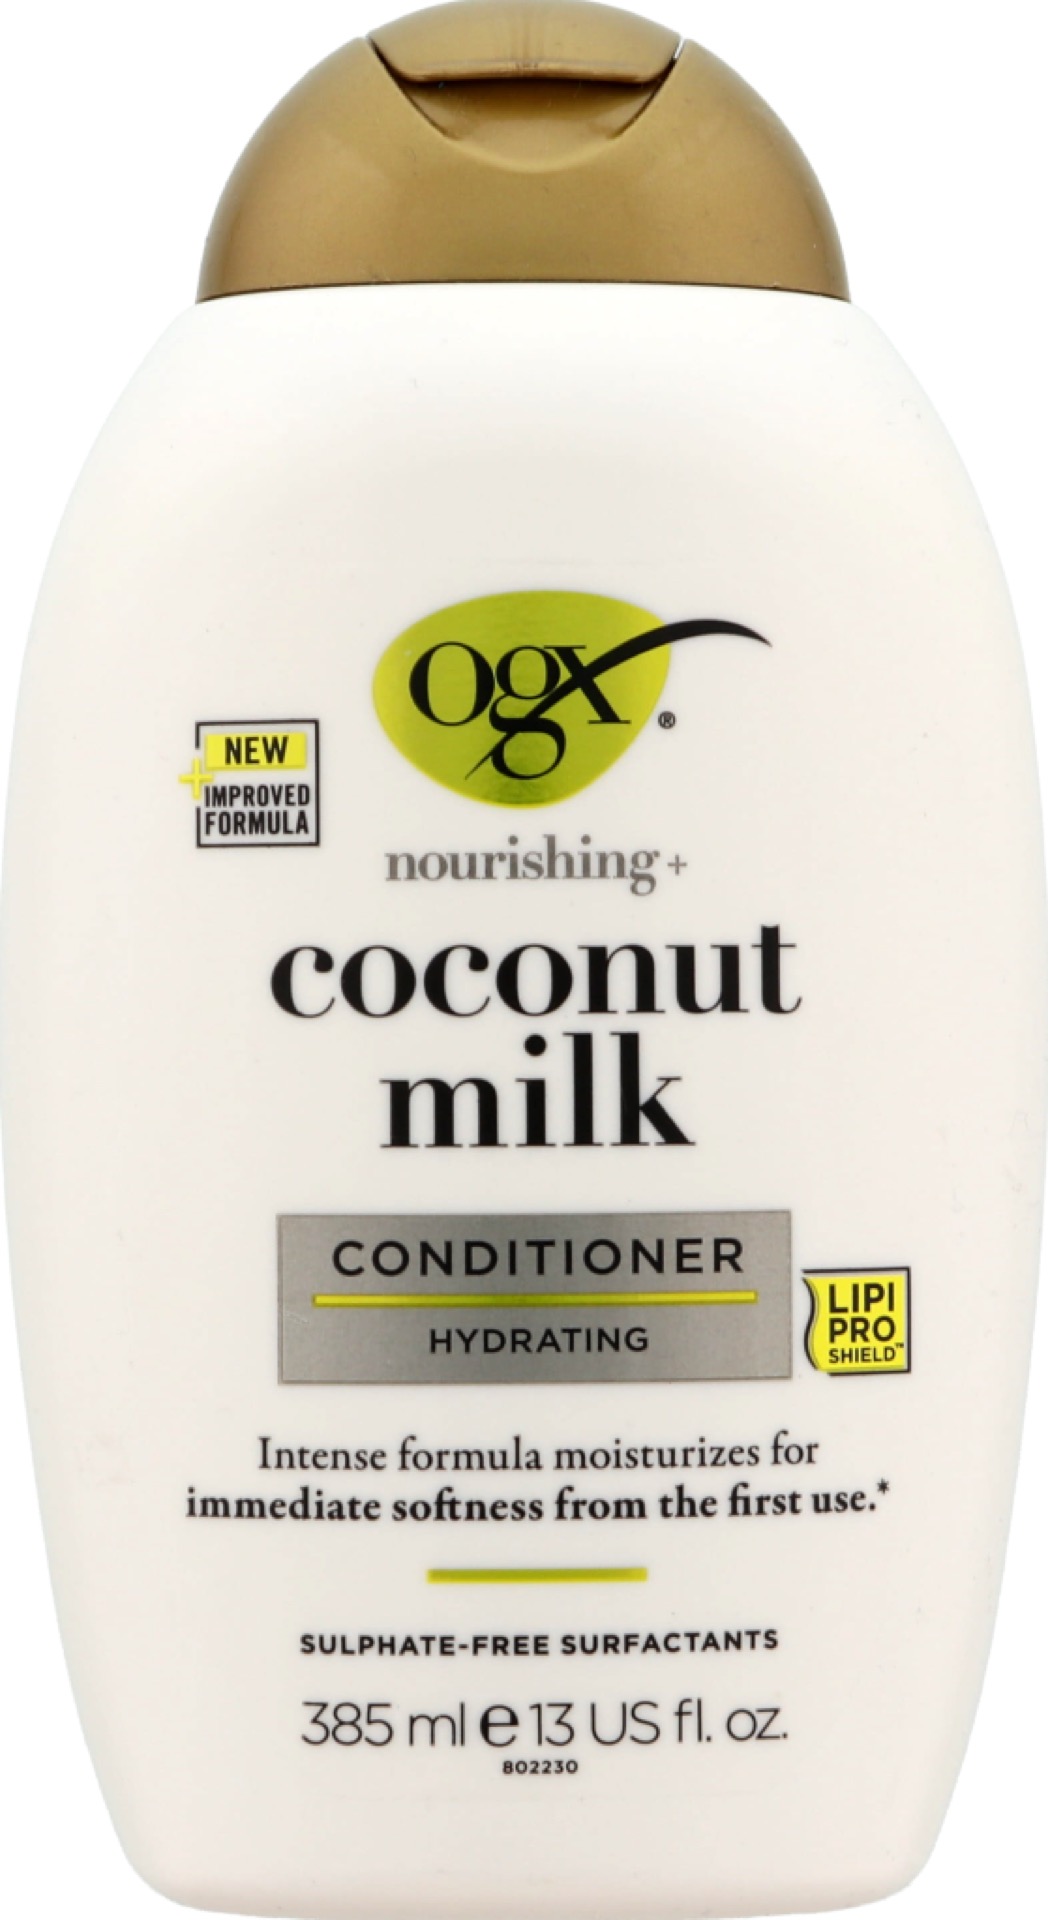 ogx®
NEW
+
IMPROVED
FORMULA
nourishing+
coconut
milk
CONDITIONER
HYDRATING
LIPI
PRO
SHIELD™
Intense formula moisturizes for
immediate softness from the first use.*
SULPHATE-FREE SURFACTANTS
385 ml e 13 US fl. oz.
802230